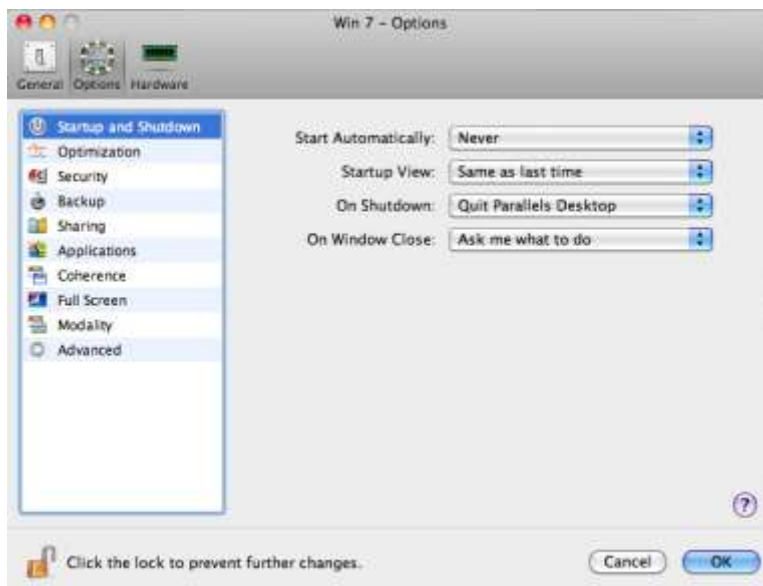 Win 7 – Options
General Options Hardware
Startup and Shutdown
Optimization
Security
Backup
Sharing
Applications
Coherence
Full Screen
Modality
Advanced
Start Automatically: Never
Startup View: Same as last time
On Shutdown: Quit Parallels Desktop
On Window Close: Ask me what to do
?
Click the lock to prevent further changes.
Cancel OK